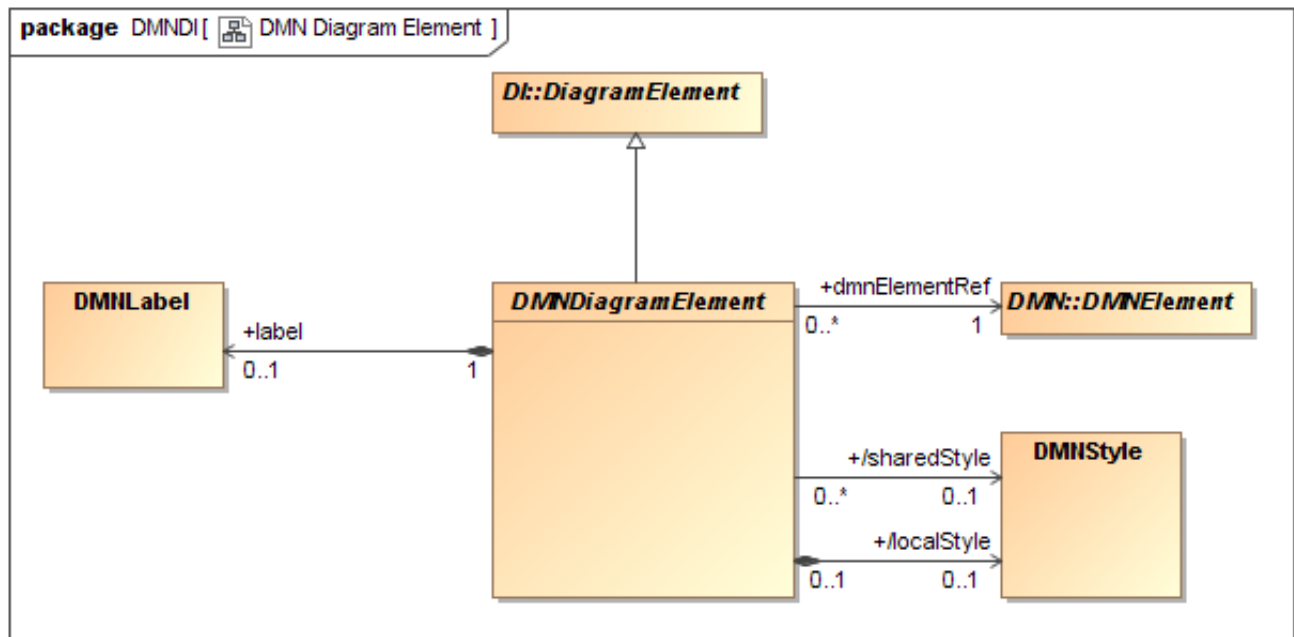 package DMNDI[ DMN Diagram Element ]
DI::DiagramElement
DMNLabel
+label
0..1
1
DMNDiagramElement
+dmnElementRef
0..*
1
DMN::DMNElement
+/sharedStyle
0..*
0..1
+/localStyle
0..1
0..1
DMNStyle